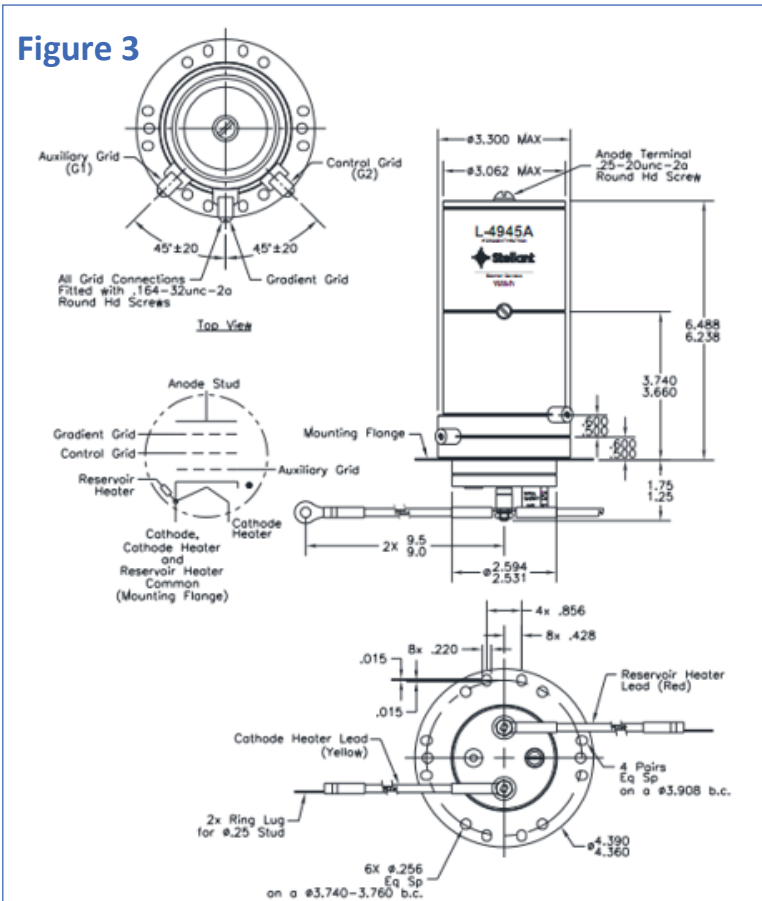 Figure 3
Auxiliary Grid
(G1)
Control Grid
(G2)
45°±20
45°±20
All Grid Connections
Fitted with .164-32unc-2a
Round Hd Screws
Gradient Grid
Top View
ø3.300 MAX
ø3.062 MAX
Anode Terminal
.25-20unc-2a
Round Hd Screw
L-4945A
Stellant
6.488
6.238
3.740
3.660
.600
.500
.600
.500
1.75
1.25
Mounting Flange
2X 9.5
9.0
ø2.594
2.531
Anode Stud
Gradient Grid
Control Grid
Auxiliary Grid
Reservoir
Heater
Cathode
Heater
Cathode,
Cathode Heater
and
Reservoir Heater
Common
(Mounting Flange)
4x .856
8x .428
8x .220
.015
.015
Reservoir Heater
Lead (Red)
Cathode Heater Lead
(Yellow)
4 Pairs
Eq Sp
on a ø3.908 b.c.
2x Ring Lug
for ø.25 Stud
ø4.390
4.360
6X ø.256
Eq Sp
on a ø3.740-3.760 b.c.